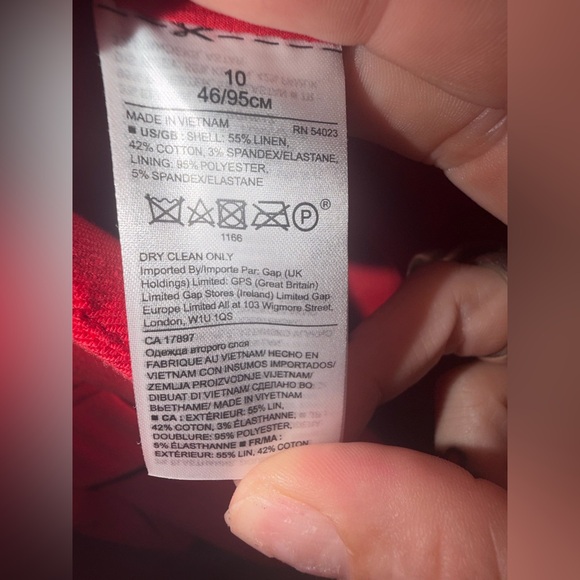 10
46/95CM
MADE IN VIETNAM RN 54023
■ US/GB : SHELL: 55% LINEN,
42% COTTON, 3% SPANDEX/ELASTANE,
LINING: 95% POLYESTER,
5% SPANDEX/ELASTANE
P ®
1166
DRY CLEAN ONLY
Imported By/Importe Par: Gap (UK
Holdings) Limited: GPS (Great Britain)
Limited Gap Stores (Ireland) Limited Gap
Europe Limited All at 103 Wigmore Street,
London, W1U 1QS
CA 17897
Одежда второго слоя
FABRIQUÉ AU VIETNAM/ HECHO EN
VIETNAM CON INSUMOS IMPORTADOS/
ZEMLJA PROIZVODNJE VIJETNAM/
DIBUAT DI VIETNAM/ СДЕЛАНО ВО
ВЬЕТНАМЕ/ MADE IN VIYETNAM
■ CA : EXTÉRIEUR: 55% LIN,
42% COTON, 3% ÉLASTHANNE,
DOUBLURE: 95% POLYESTER,
5% ÉLASTHANNE ■ FR/MA :
EXTÉRIEUR: 55% LIN, 42% COTON,